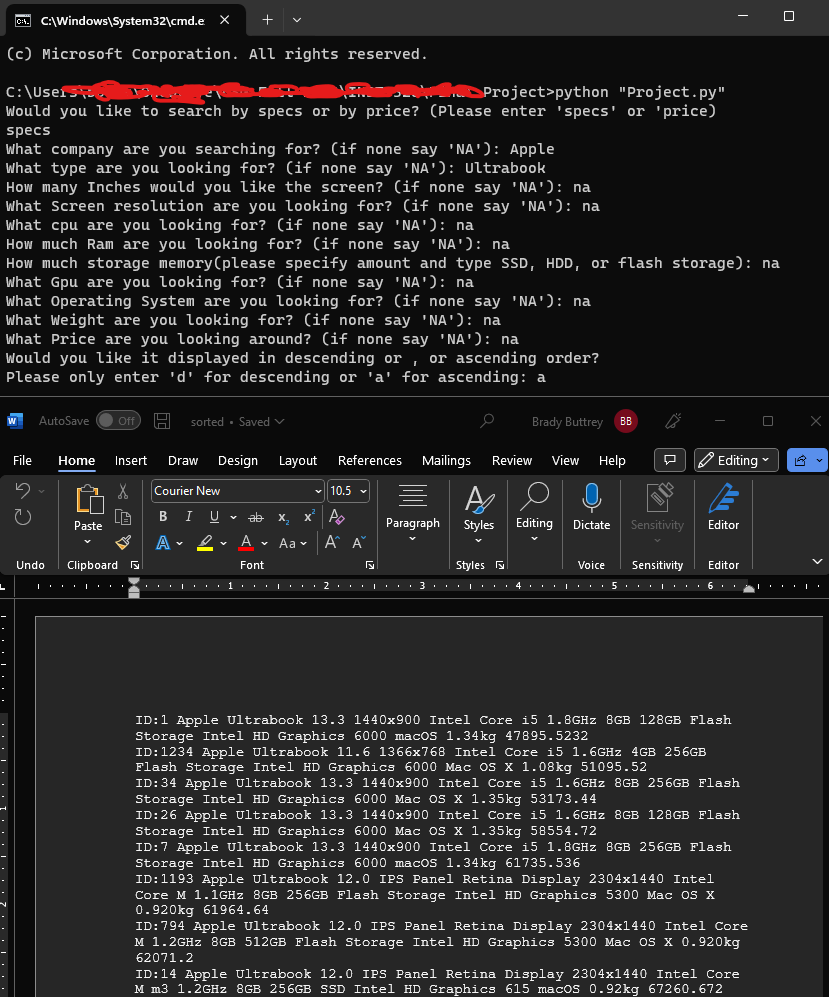 C:\Windows\System32\cmd.e
(c) Microsoft Corporation. All rights reserved.
C:\Users Project>python "Project.py"
Would you like to search by specs or by price? (Please enter 'specs' or 'price)
specs
What company are you searching for? (if none say 'NA'): Apple
What type are you looking for? (if none say 'NA'): Ultrabook
How many Inches would you like the screen? (if none say 'NA'): na
What Screen resolution are you looking for? (if none say 'NA'): na
What cpu are you looking for? (if none say 'NA'): na
How much Ram are you looking for? (if none say 'NA'): na
How much storage memory(please specify amount and type SSD, HDD, or flash storage): na
What Gpu are you looking for? (if none say 'NA'): na
What Operating System are you looking for? (if none say 'NA'): na
What Weight are you looking for? (if none say 'NA'): na
What Price are you looking around? (if none say 'NA'): na
Would you like it displayed in descending or , or ascending order?
Please only enter 'd' for descending or 'a' for ascending: a
W AutoSave Off sorted • Saved Brady Buttrey BB
File Home Insert Draw Design Layout References Mailings Review View Help Editing
Courier New 10.5
Paste B I U ab x₂ x² A Paragraph Styles Editing Dictate Sensitivity Editor
A A Aa A A
Undo Clipboard Font Styles Voice Sensitivity Editor
1 2 3 4 5 6
ID:1 Apple Ultrabook 13.3 1440x900 Intel Core i5 1.8GHz 8GB 128GB Flash
Storage Intel HD Graphics 6000 macOS 1.34kg 47895.5232
ID:1234 Apple Ultrabook 11.6 1366x768 Intel Core i5 1.6GHz 4GB 256GB
Flash Storage Intel HD Graphics 6000 Mac OS X 1.08kg 51095.52
ID:34 Apple Ultrabook 13.3 1440x900 Intel Core i5 1.6GHz 8GB 256GB Flash
Storage Intel HD Graphics 6000 Mac OS X 1.35kg 53173.44
ID:26 Apple Ultrabook 13.3 1440x900 Intel Core i5 1.6GHz 8GB 128GB Flash
Storage Intel HD Graphics 6000 Mac OS X 1.35kg 58554.72
ID:7 Apple Ultrabook 13.3 1440x900 Intel Core i5 1.8GHz 8GB 256GB Flash
Storage Intel HD Graphics 6000 macOS 1.34kg 61735.536
ID:1193 Apple Ultrabook 12.0 IPS Panel Retina Display 2304x1440 Intel
Core M 1.1GHz 8GB 256GB Flash Storage Intel HD Graphics 5300 Mac OS X
0.920kg 61964.64
ID:794 Apple Ultrabook 12.0 IPS Panel Retina Display 2304x1440 Intel Core
M 1.2GHz 8GB 512GB Flash Storage Intel HD Graphics 5300 Mac OS X 0.920kg
62071.2
ID:14 Apple Ultrabook 12.0 IPS Panel Retina Display 2304x1440 Intel Core
M m3 1.2GHz 8GB 256GB SSD Intel HD Graphics 615 macOS 0.92kg 67260.672